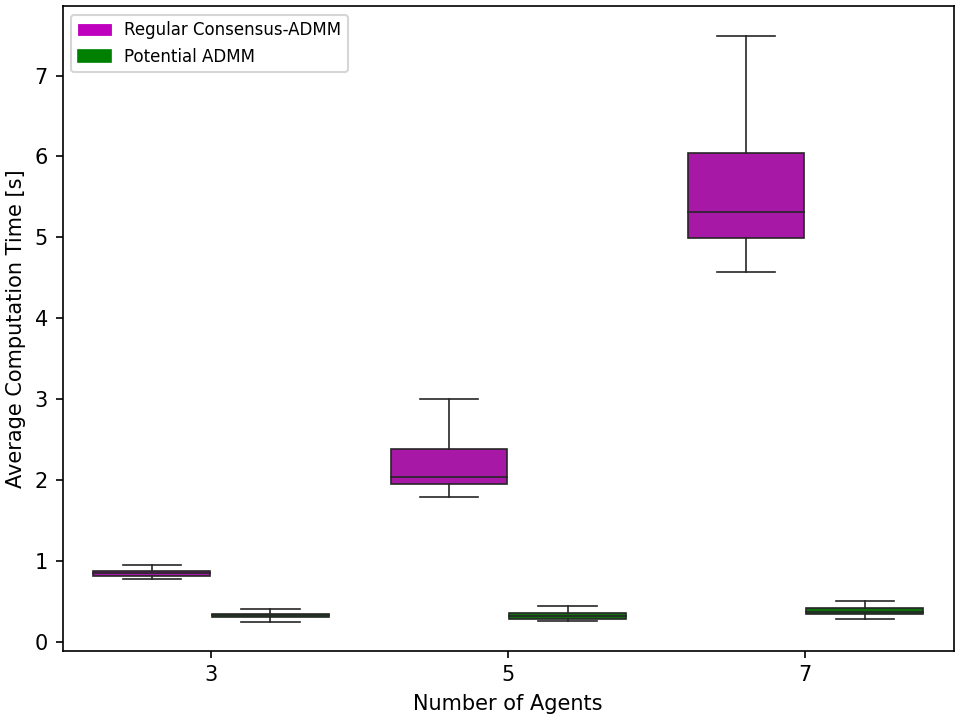 Regular Consensus-ADMM
Potential ADMM
Average Computation Time [s]
7
6
5
4
3
2
1
0
3
5
7
Number of Agents